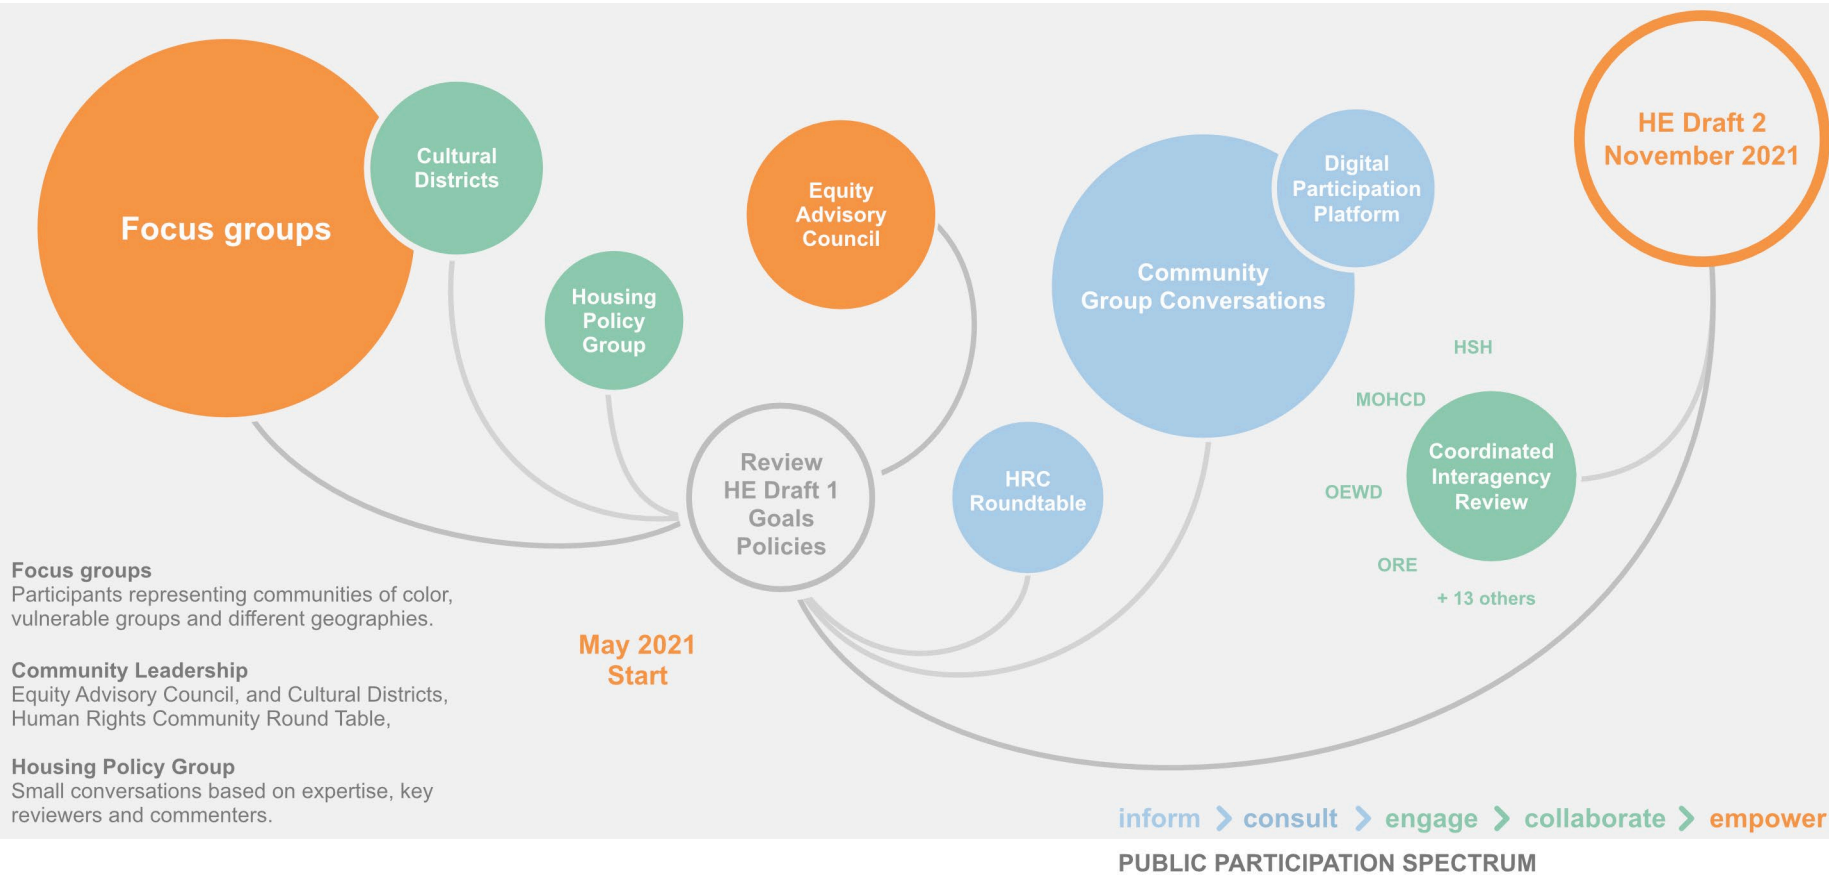 Focus groups
Cultural
Districts
Housing
Policy
Group
Equity
Advisory
Council
Review
HE Draft 1
Goals
Policies
May 2021
Start
HRC
Roundtable
Community
Group Conversations
Digital
Participation
Platform
HE Draft 2
November 2021
HSH
MOHCD
OEWD
ORE
+ 13 others
Coordinated
Interagency
Review
Focus groups
Participants representing communities of color,
vulnerable groups and different geographies.
Community Leadership
Equity Advisory Council, and Cultural Districts,
Human Rights Community Round Table,
Housing Policy Group
Small conversations based on expertise, key
reviewers and commenters.
inform > consult > engage > collaborate > empower
PUBLIC PARTICIPATION SPECTRUM